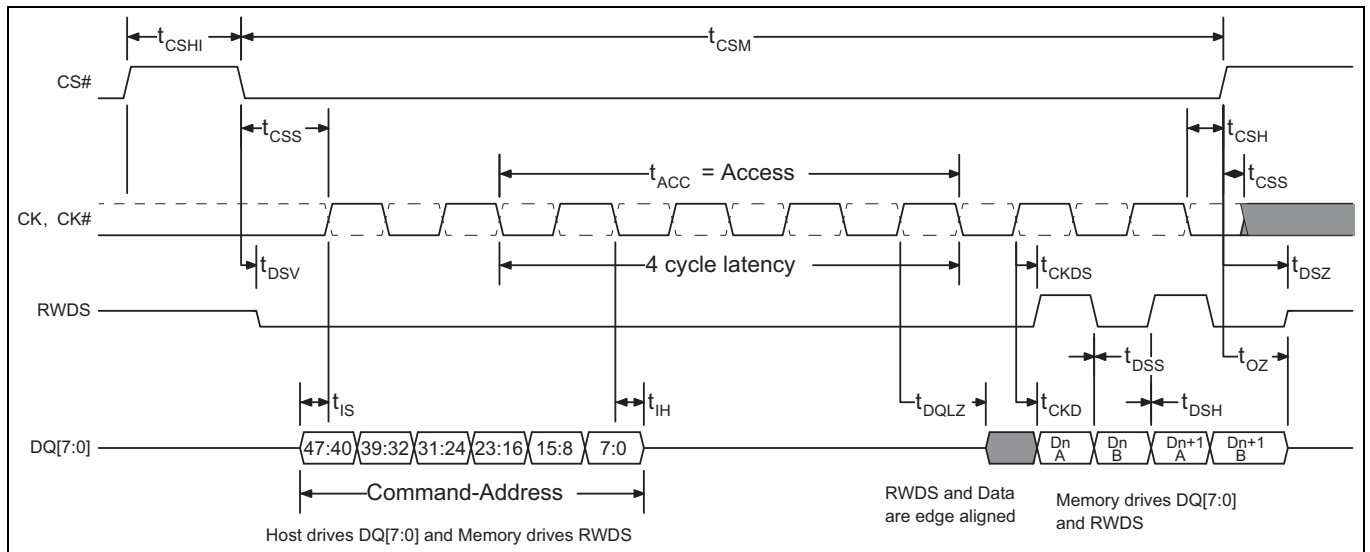 tCSHI
tCSM
CS#
tCSS
tCSH
tACC = Access
tCSS
CK, CK#
tDSV
4 cycle latency
tCKDS
tDSZ
RWDS
tDSS
tOZ
tIS
tIH
tDQLZ
tCKD
tDSH
DQ[7:0]
47:40 39:32 31:24 23:16 15:8 7:0
Dn A
Dn B
Dn+1 A
Dn+1 B
Command-Address
RWDS and Data
are edge aligned
Memory drives DQ[7:0]
and RWDS
Host drives DQ[7:0] and Memory drives RWDS